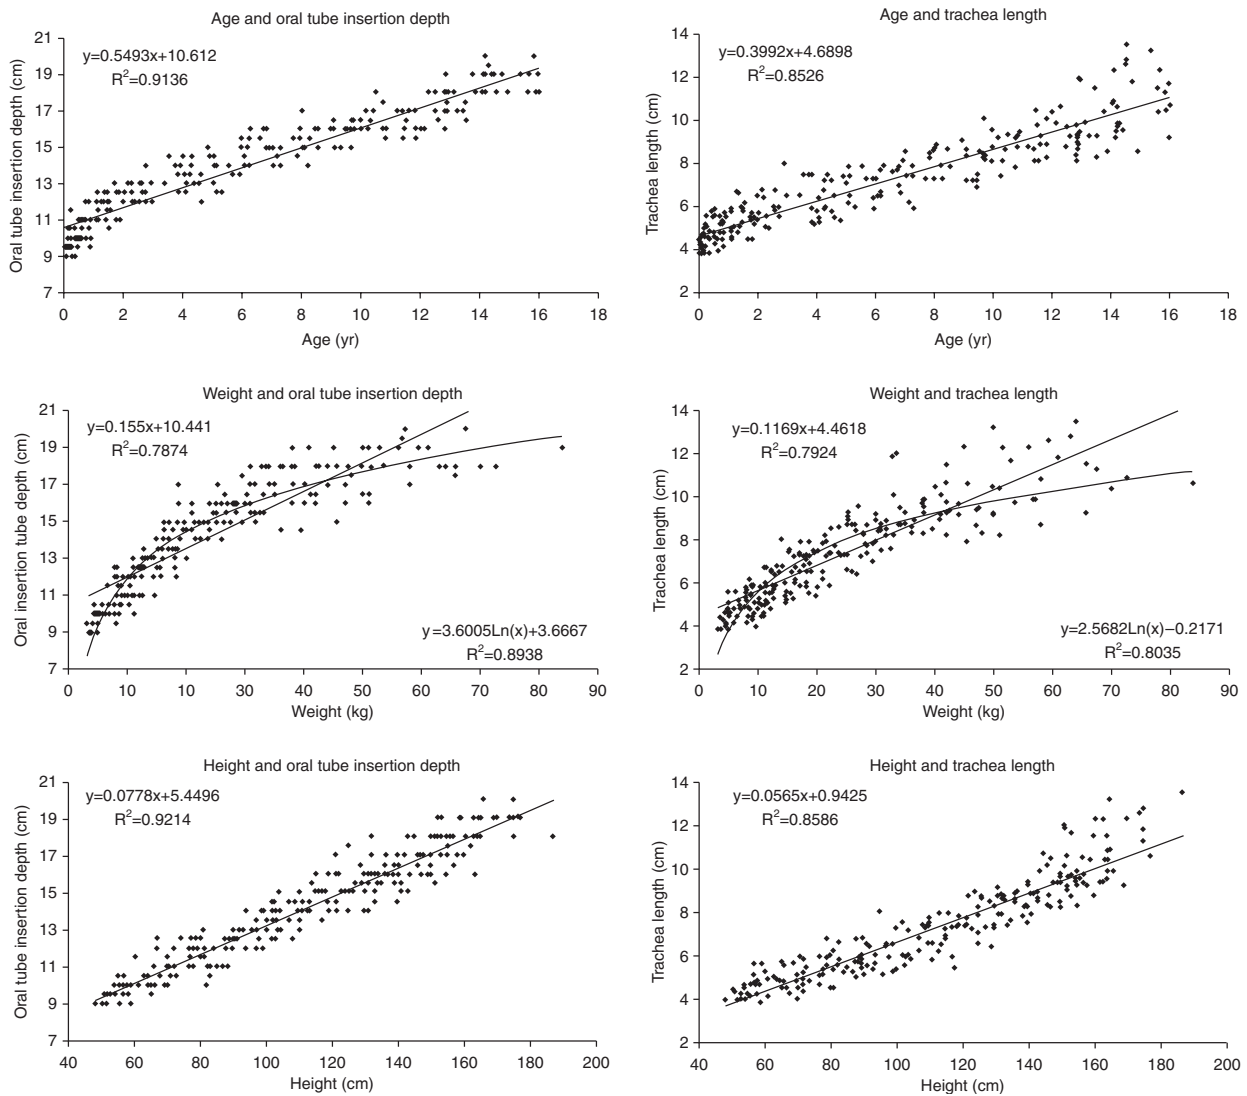 Age and oral tube insertion depth
y=0.5493x+10.612
R²=0.9136
Oral tube insertion depth (cm)
21
19
17
15
13
11
9
7
0 2 4 6 8 10 12 14 16 18
Age (yr)
Age and trachea length
y=0.3992x+4.6898
R²=0.8526
Trachea length (cm)
14
12
10
8
6
4
2
0 2 4 6 8 10 12 14 16 18
Age (yr)
Weight and oral tube insertion depth
y=0.155x+10.441
R²=0.7874
Oral insertion tube depth (cm)
21
19
17
15
13
11
9
7
y=3.6005Ln(x)+3.6667
R²=0.8938
0 10 10 30 40 50 60 70 80 90
Weight (kg)
Weight and trachea length
y=0.1169x+4.4618
R²=0.7924
Trachea length (cm)
14
12
10
8
6
4
2
y=2.5682Ln(x)−0.2171
R²=0.8035
0 10 20 30 40 50 60 70 80 90
Weight (kg)
Height and oral tube insertion depth
y=0.0778x+5.4496
R²=0.9214
Oral tube insertion depth (cm)
21
19
17
15
13
11
9
7
40 60 80 100 120 140 160 180 200
Height (cm)
Height and trachea length
y=0.0565x+0.9425
R²=0.8586
Trachea length (cm)
14
12
10
8
6
4
2
40 60 80 100 120 140 160 180 200
Height (cm)